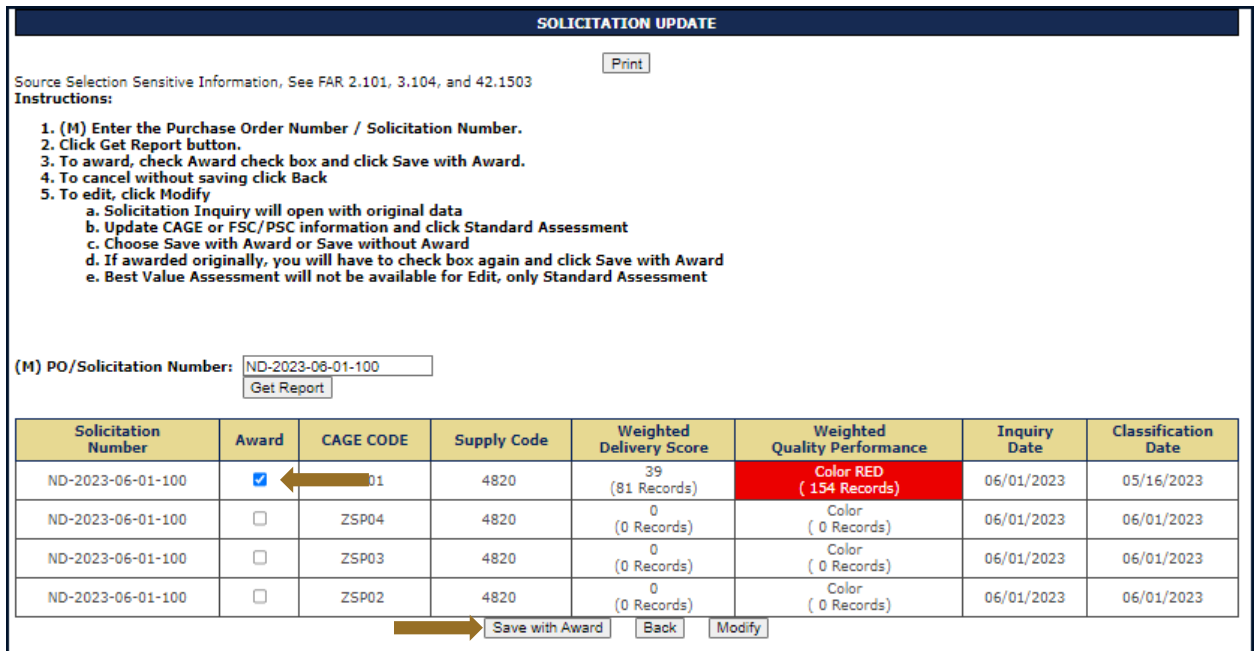 SOLICITATION UPDATE
Print
Source Selection Sensitive Information, See FAR 2.101, 3.104, and 42.1503
Instructions:
1. (M) Enter the Purchase Order Number / Solicitation Number.
2. Click Get Report button.
3. To award, check Award check box and click Save with Award.
4. To cancel without saving click Back
5. To edit, click Modify
a. Solicitation Inquiry will open with original data
b. Update CAGE or FSC/PSC information and click Standard Assessment
c. Choose Save with Award or Save without Award
d. If awarded originally, you will have to check box again and click Save with Award
e. Best Value Assessment will not be available for Edit, only Standard Assessment
(M) PO/Solicitation Number: ND-2023-06-01-100
Get Report
Solicitation Number Award CAGE CODE Supply Code Weighted Delivery Score Weighted Quality Performance Inquiry Date Classification Date
ND-2023-06-01-100 01 4820 39 (81 Records) Color RED ( 154 Records) 06/01/2023 05/16/2023
ND-2023-06-01-100 ZSP04 4820 0 (0 Records) Color ( 0 Records) 06/01/2023 06/01/2023
ND-2023-06-01-100 ZSP03 4820 0 (0 Records) Color ( 0 Records) 06/01/2023 06/01/2023
ND-2023-06-01-100 ZSP02 4820 0 (0 Records) Color ( 0 Records) 06/01/2023 06/01/2023
Save with Award Back Modify